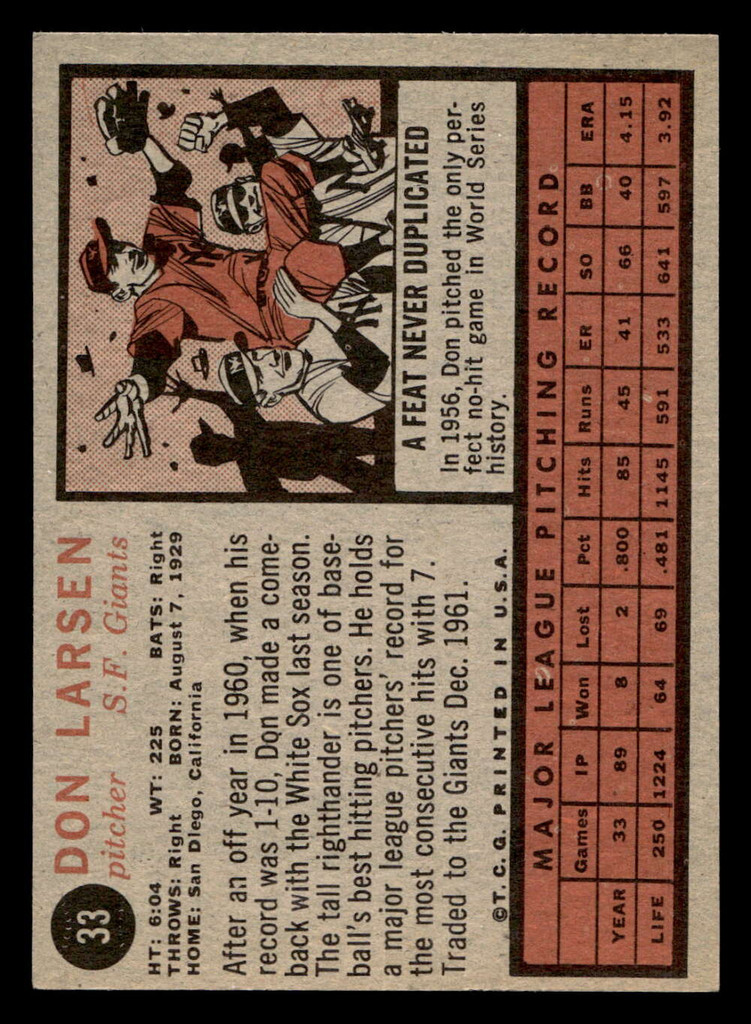 33
DON LARSEN
pitcher S.F. Giants
HT: 6:04 WT: 225 BATS: Right
THROWS: Right BORN: August 7, 1929
HOME: San Diego, California
After an off year in 1960, when his
record was 1-10, Don made a come-
back with the White Sox last season.
The tall righthander is one of base-
ball's best hitting pitchers. He holds
a major league pitchers' record for
the most consecutive hits with 7.
Traded to the Giants Dec. 1961.
©T.C.G. PRINTED IN U.S.A.
A FEAT NEVER DUPLICATED
In 1956, Don pitched the only per-
fect no-hit game in World Series
history.
MAJOR LEAGUE PITCHING RECORD
Games IP Won Lost Pct Hits Runs ER SO BB ERA
YEAR 33 89 8 2 .800 85 45 41 66 40 4.15
LIFE 250 1224 64 69 .481 1145 591 533 641 597 3.92